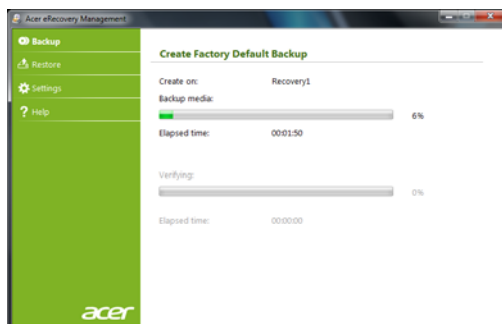 Acer eRecovery Management
Backup
Restore
Settings
? Help
Create Factory Default Backup
Create on: Recovery1
Backup media:
6%
Elapsed time: 00:01:50
Verifying:
0%
Elapsed time: 00:00:00
acer